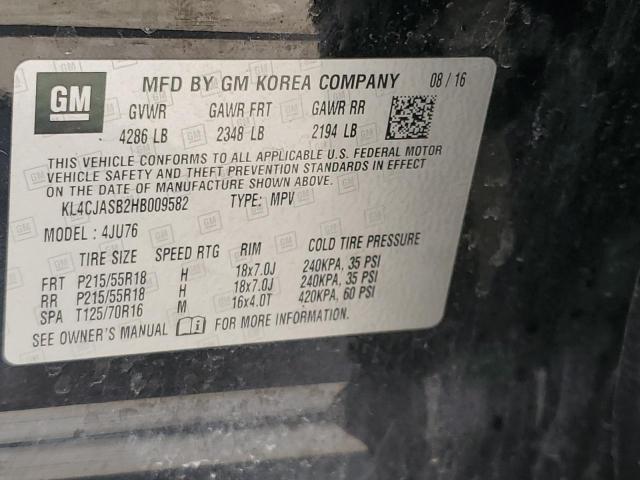 GM
MFD BY GM KOREA COMPANY 08/16
GVWR GAWR FRT GAWR RR
4286 LB 2348 LB 2194 LB
THIS VEHICLE CONFORMS TO ALL APPLICABLE U.S. FEDERAL MOTOR
VEHICLE SAFETY AND THEFT PREVENTION STANDARDS IN EFFECT
ON THE DATE OF MANUFACTURE SHOWN ABOVE.
KL4CJASB2HB009582 TYPE: MPV
MODEL : 4JU76
TIRE SIZE SPEED RTG RIM COLD TIRE PRESSURE
FRT P215/55R18 H 18x7.0J 240KPA, 35 PSI
RR P215/55R18 H 18x7.0J 240KPA, 35 PSI
SPA T125/70R16 M 16x4.0T 420KPA, 60 PSI
SEE OWNER'S MANUAL FOR MORE INFORMATION.